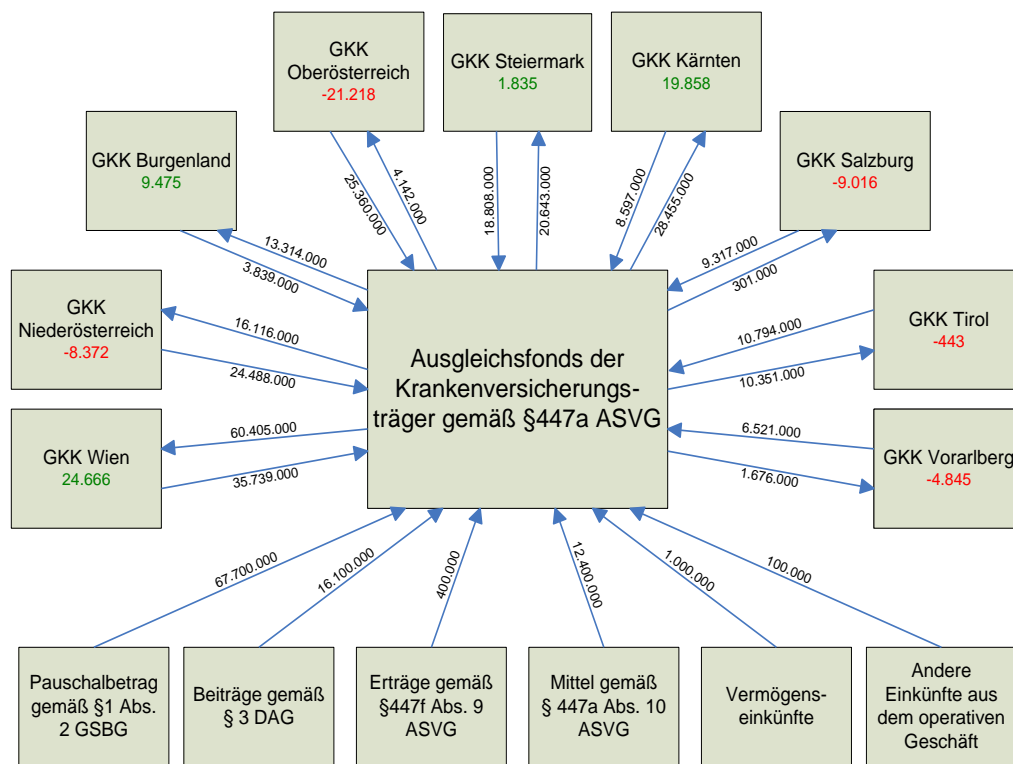 GKK
Oberösterreich
-21.218
GKK Steiermark
1.835
GKK Kärnten
19.858
GKK Burgenland
9.475
GKK Salzburg
-9.016
25.360.000
4.142.000
18.808.000
20.643.000
8.597.000
28.455.000
13.314.000
3.839.000
9.317.000
301.000
GKK
Niederösterreich
-8.372
16.116.000
24.488.000
Ausgleichsfonds der
Krankenversicherungs-
träger gemäß §447a ASVG
10.794.000
10.351.000
GKK Tirol
-443
GKK Wien
24.666
60.405.000
35.739.000
6.521.000
1.676.000
GKK Vorarlberg
-4.845
67.700.000
16.100.000
400.000
12.400.000
1.000.000
100.000
Pauschalbetrag
gemäß §1 Abs.
2 GSBG
Beiträge gemäß
§ 3 DAG
Erträge gemäß
§447f Abs. 9
ASVG
Mittel gemäß
§ 447a Abs. 10
ASVG
Vermögens-
einkünfte
Andere
Einkünfte aus
dem operativen
Geschäft